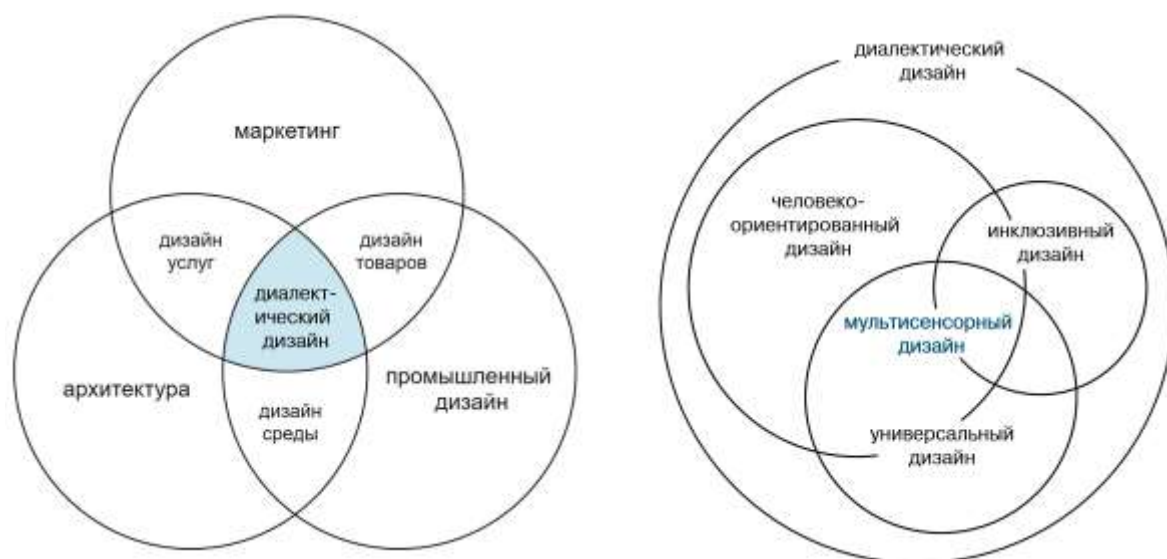 маркетинг
дизайн
услуг
дизайн
товаров
диалект-
ический
дизайн
архитектура
промышленный
дизайн
дизайн
среды
диалектический
дизайн
человеко-
ориентированный
дизайн
инклюзивный
дизайн
мультисенсорный
дизайн
универсальный
дизайн